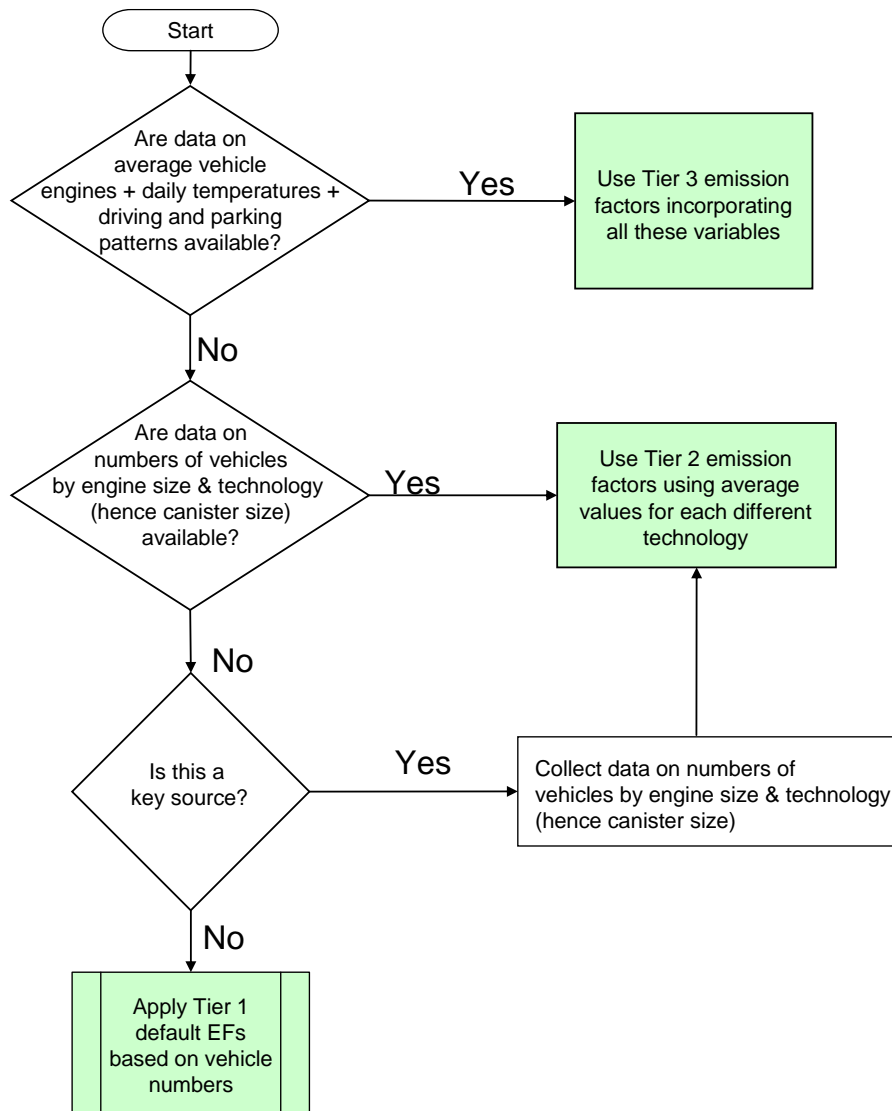 Start
Are data on
average vehicle
engines + daily temperatures +
driving and parking
patterns available?
Yes
Use Tier 3 emission
factors incorporating
all these variables
No
Are data on
numbers of vehicles
by engine size & technology
(hence canister size)
available?
Yes
Use Tier 2 emission
factors using average
values for each different
technology
No
Is this a
key source?
Yes
Collect data on numbers of
vehicles by engine size & technology
(hence canister size)
No
Apply Tier 1
default EFs
based on vehicle
numbers